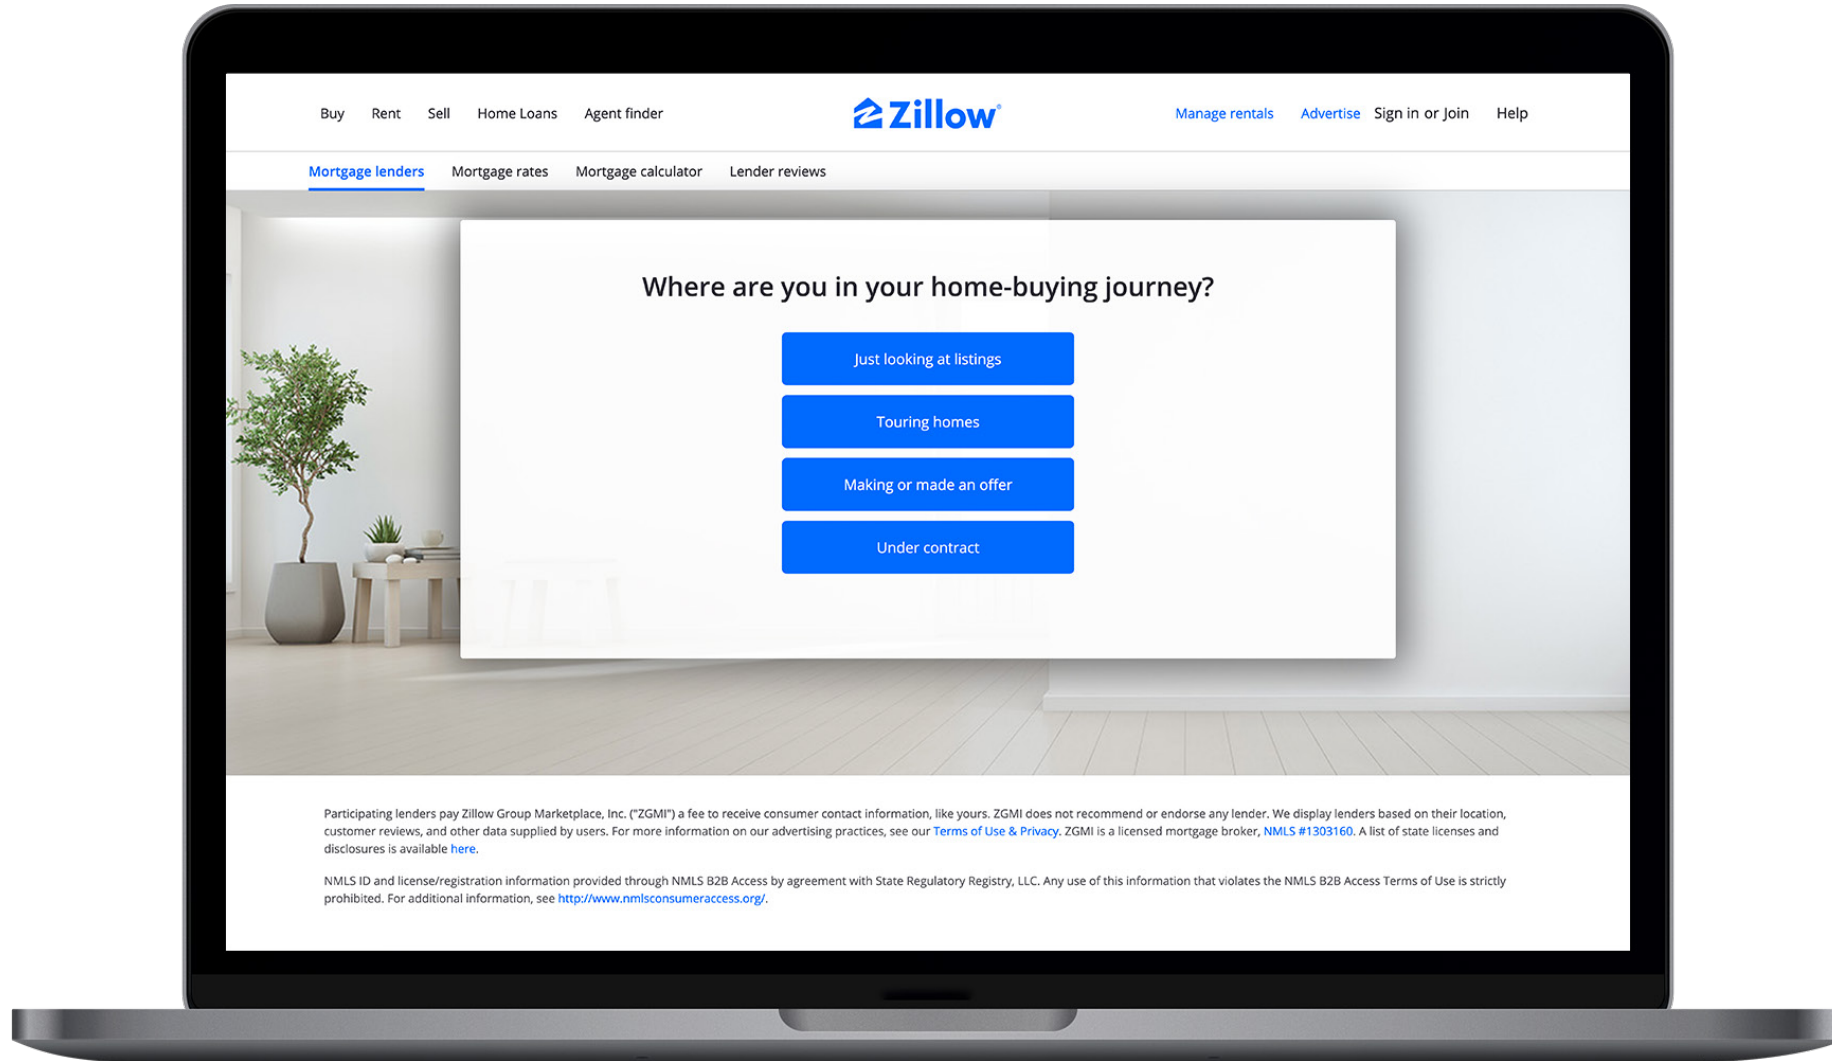 Buy Rent Sell Home Loans Agent finder Zillow® Manage rentals Advertise Sign in or Join Help
Mortgage lenders Mortgage rates Mortgage calculator Lender reviews
Where are you in your home-buying journey?
Just looking at listings
Touring homes
Making or made an offer
Under contract
Participating lenders pay Zillow Group Marketplace, Inc. ("ZGMI") a fee to receive consumer contact information, like yours. ZGMI does not recommend or endorse any lender. We display lenders based on their location,
customer reviews, and other data supplied by users. For more information on our advertising practices, see our Terms of Use & Privacy. ZGMI is a licensed mortgage broker, NMLS #1303160. A list of state licenses and
disclosures is available here.
NMLS ID and license/registration information provided through NMLS B2B Access by agreement with State Regulatory Registry, LLC. Any use of this information that violates the NMLS B2B Access Terms of Use is strictly
prohibited. For additional information, see http://www.nmlsconsumeraccess.org/.